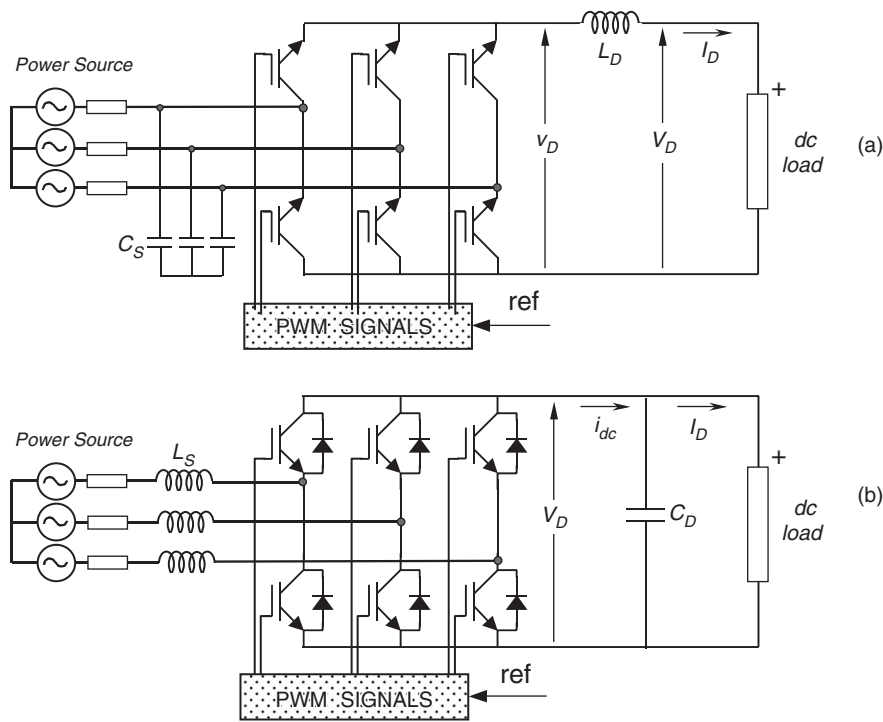 Power Source
L_D
I_D
+
v_D
V_D
dc
load
(a)
C_S
ref
PWM SIGNALS
Power Source
L_S
i_dc
I_D
+
V_D
C_D
dc
load
(b)
ref
PWM SIGNALS